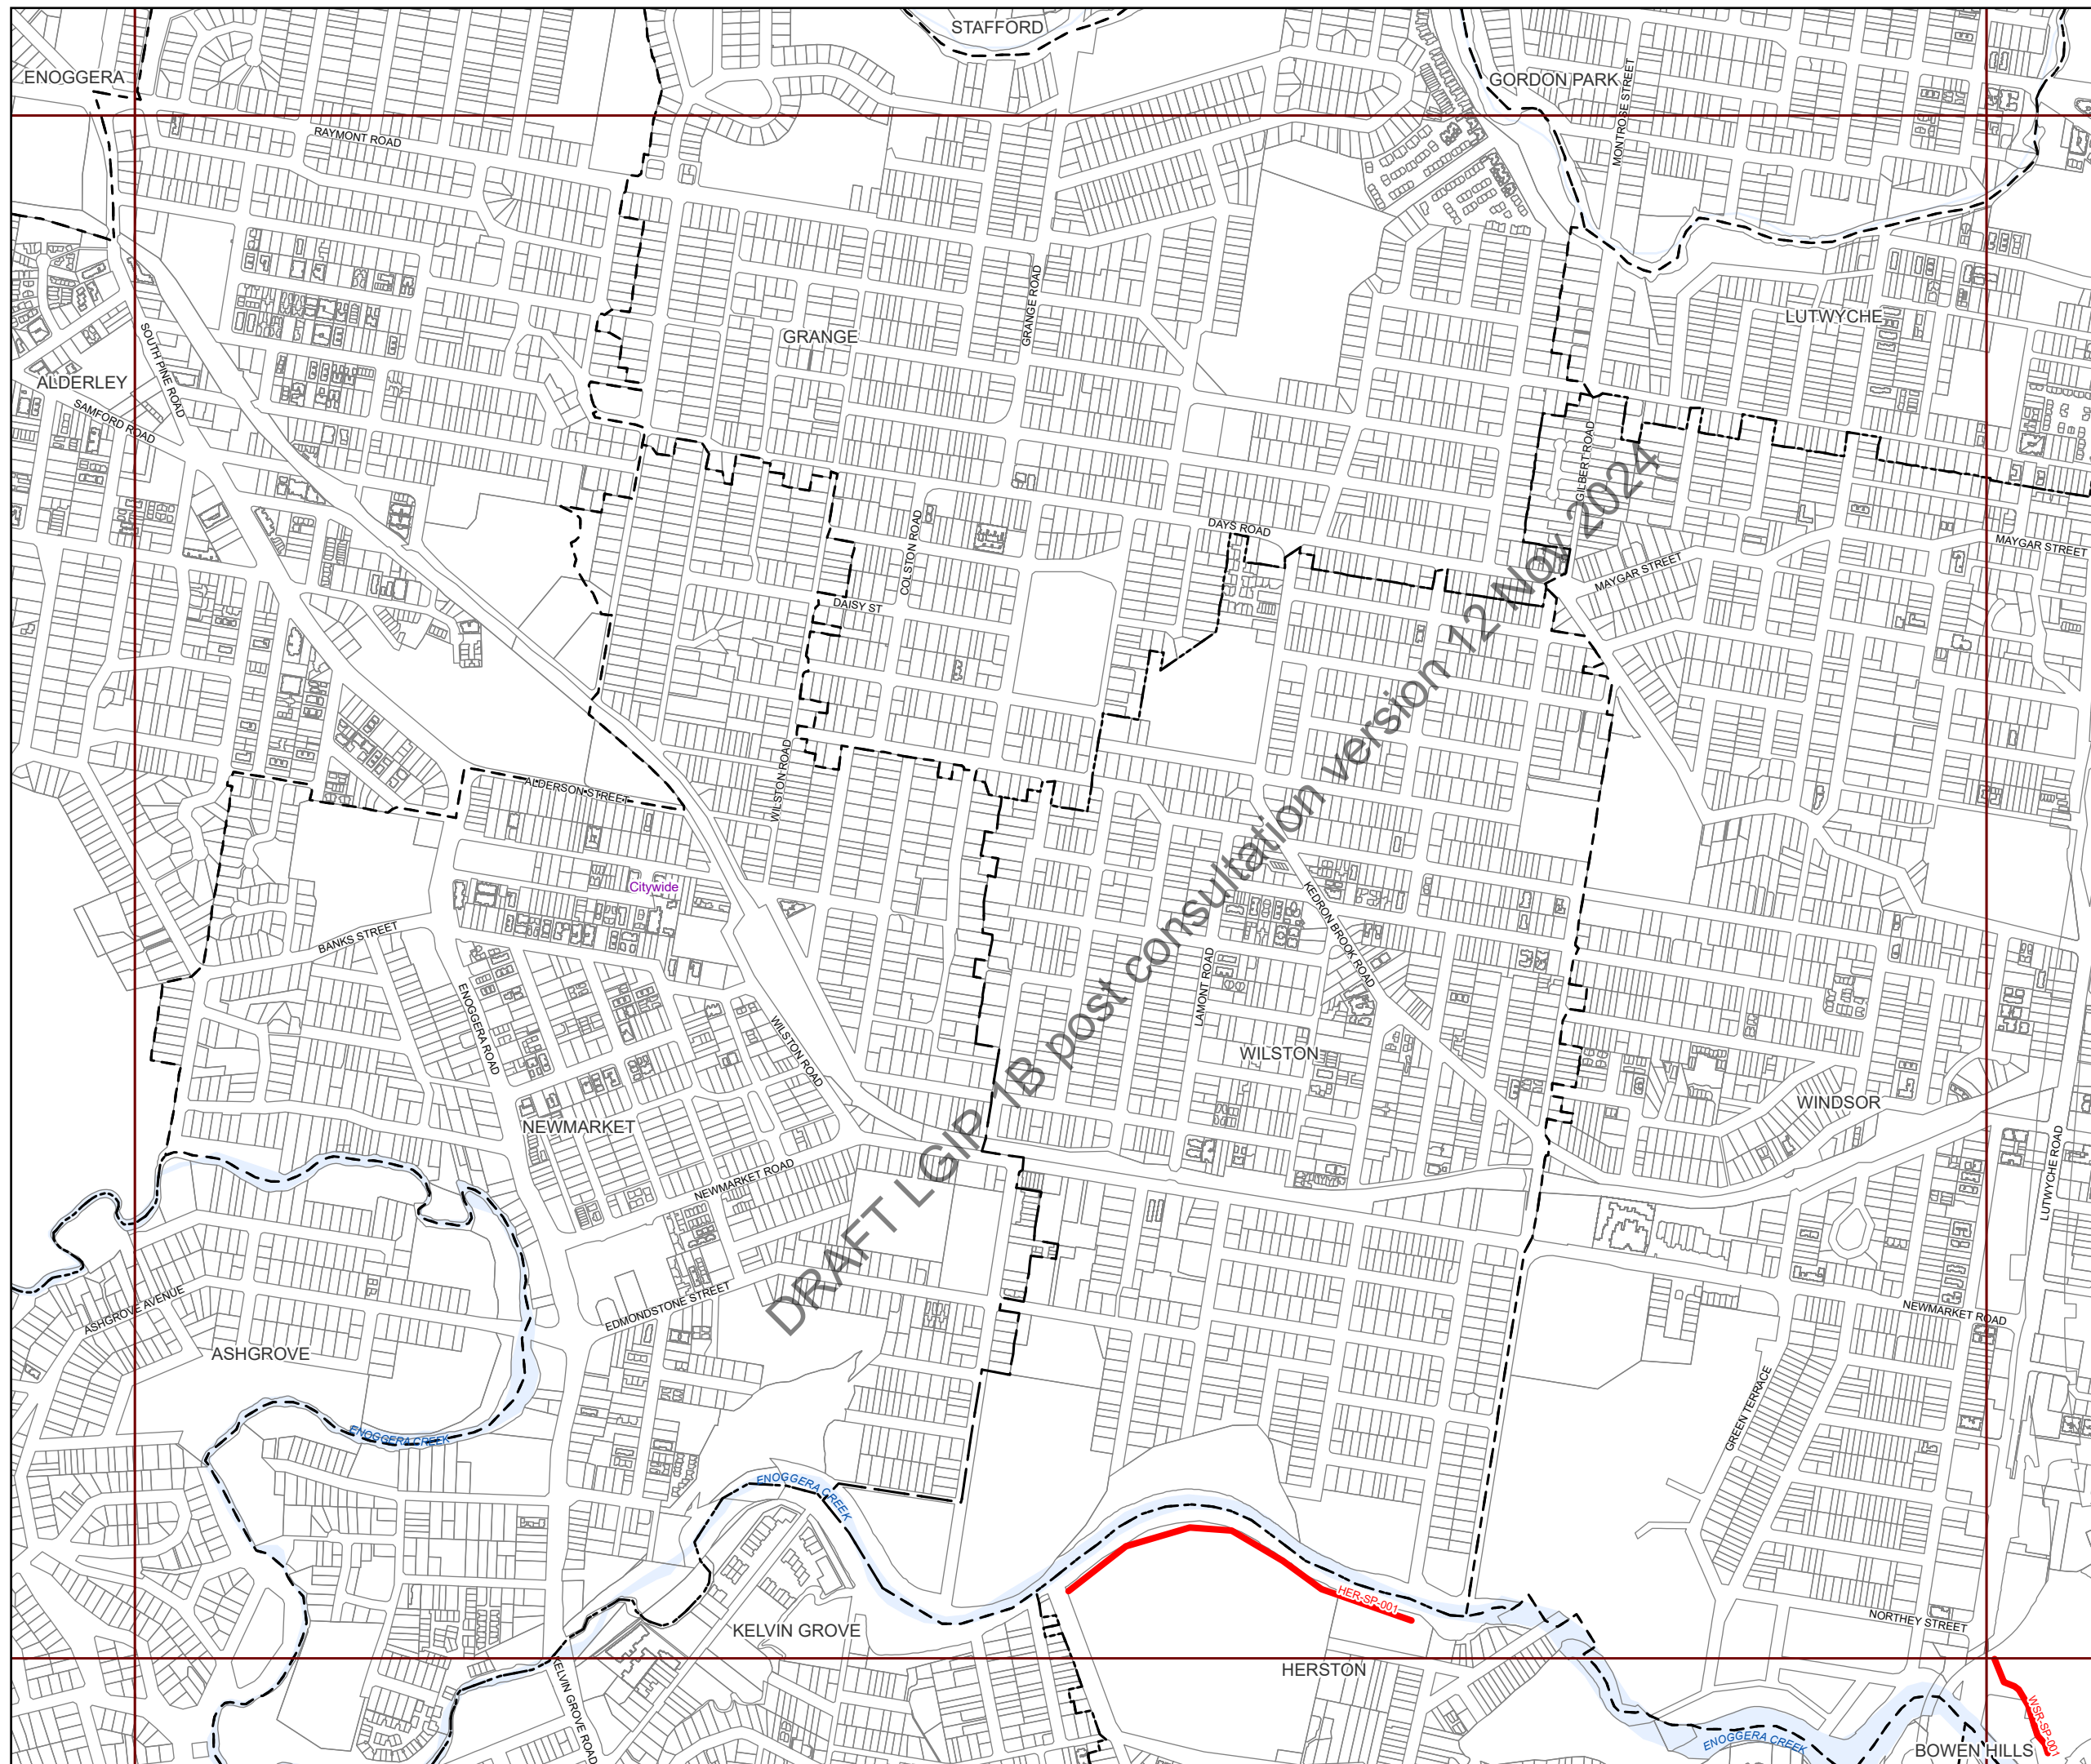 STAFFORD
ENOGGERA
GORDON PARK
MONTROSE STREET
RAYMONT ROAD
GRANGE ROAD
LUTWYCHE
GRANGE
SOUTH PINE ROAD
ALDERLEY
SAMFORD ROAD
GILBERT ROAD
COLSTON ROAD
DAYS ROAD
MAYGAR STREET
MAYGAR STREET
DAISY ST
WILSTON ROAD
ALDERSON STREET
Citywide
KEDRON BROOK ROAD
BANKS STREET
LAMONT ROAD
ENOGGERA ROAD
WILSTON ROAD
WILSTON
WINDSOR
NEWMARKET
DRAFT LGIP 1B post consultation version 12 Nov 2024
LUTWYCHE ROAD
NEWMARKET ROAD
ASHGROVE AVENUE
EDMONDSTONE STREET
NEWMARKET ROAD
ASHGROVE
GREEN TERRACE
ENOGGERA CREEK
ENOGGERA CREEK
HER-SP-001
NORTHEY STREET
KELVIN GROVE
HERSTON
KELVIN GROVE ROAD
WSR-SP-001
ENOGGERA CREEK
BOWEN HILLS